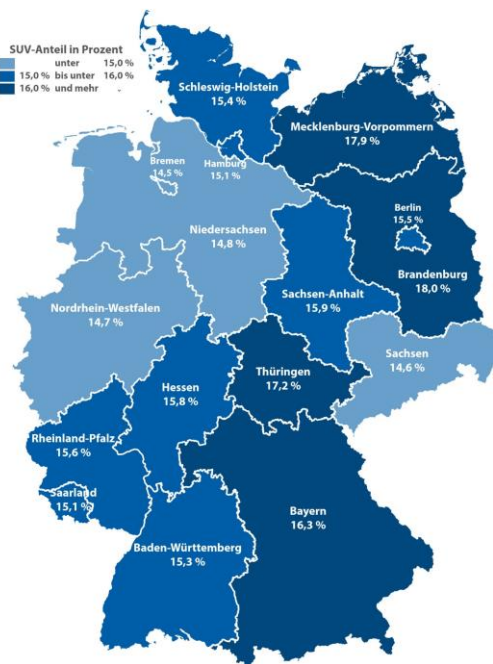 SUV-Anteil in Prozent
unter 15,0 %
15,0 % bis unter 16,0 %
16,0 % und mehr
Schleswig-Holstein
15,4 %
Mecklenburg-Vorpommern
17,9 %
Bremen
14,5 %
Hamburg
15,1 %
Berlin
15,5 %
Niedersachsen
14,8 %
Brandenburg
18,0 %
Sachsen-Anhalt
15,9 %
Nordrhein-Westfalen
14,7 %
Sachsen
14,6 %
Thüringen
17,2 %
Hessen
15,8 %
Rheinland-Pfalz
15,6 %
Saarland
15,1 %
Bayern
16,3 %
Baden-Württemberg
15,3 %